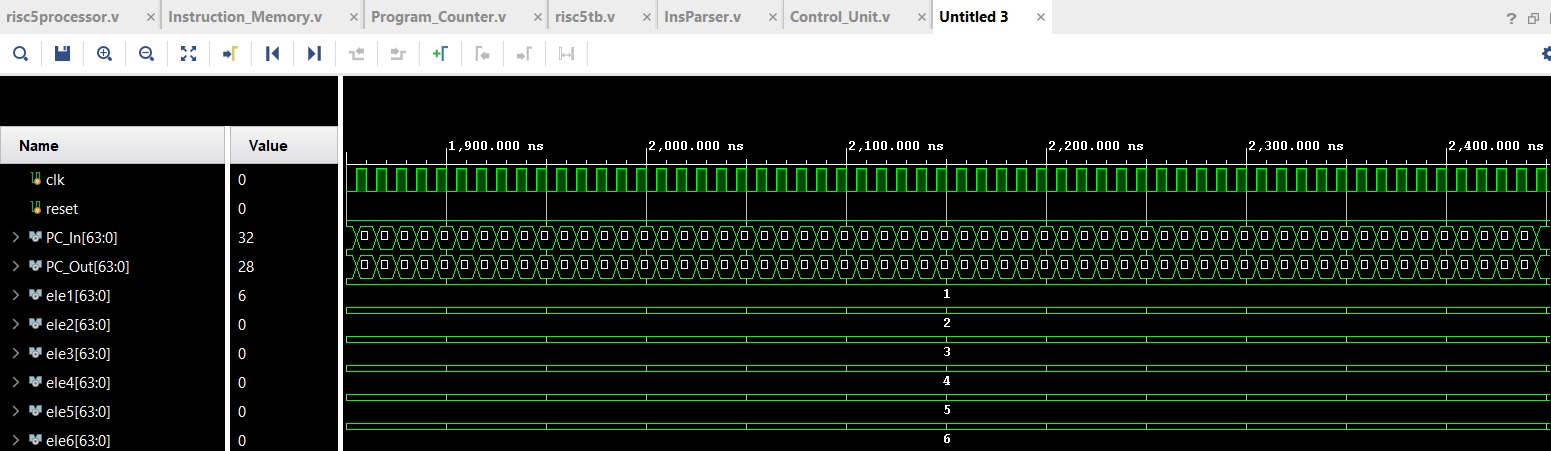 risc5processor.v × Instruction_Memory.v × Program_Counter.v × risc5tb.v × InsParser.v × Control_Unit.v × Untitled 3 × ?
1,900.000 ns 2,000.000 ns 2,100.000 ns 2,200.000 ns 2,300.000 ns 2,400.000 ns
Name Value
clk 0
reset 0
PC_In[63:0] 32
PC_Out[63:0] 28
ele1[63:0] 6 1
ele2[63:0] 0 2
ele3[63:0] 0 3
ele4[63:0] 0 4
ele5[63:0] 0 5
ele6[63:0] 0 6